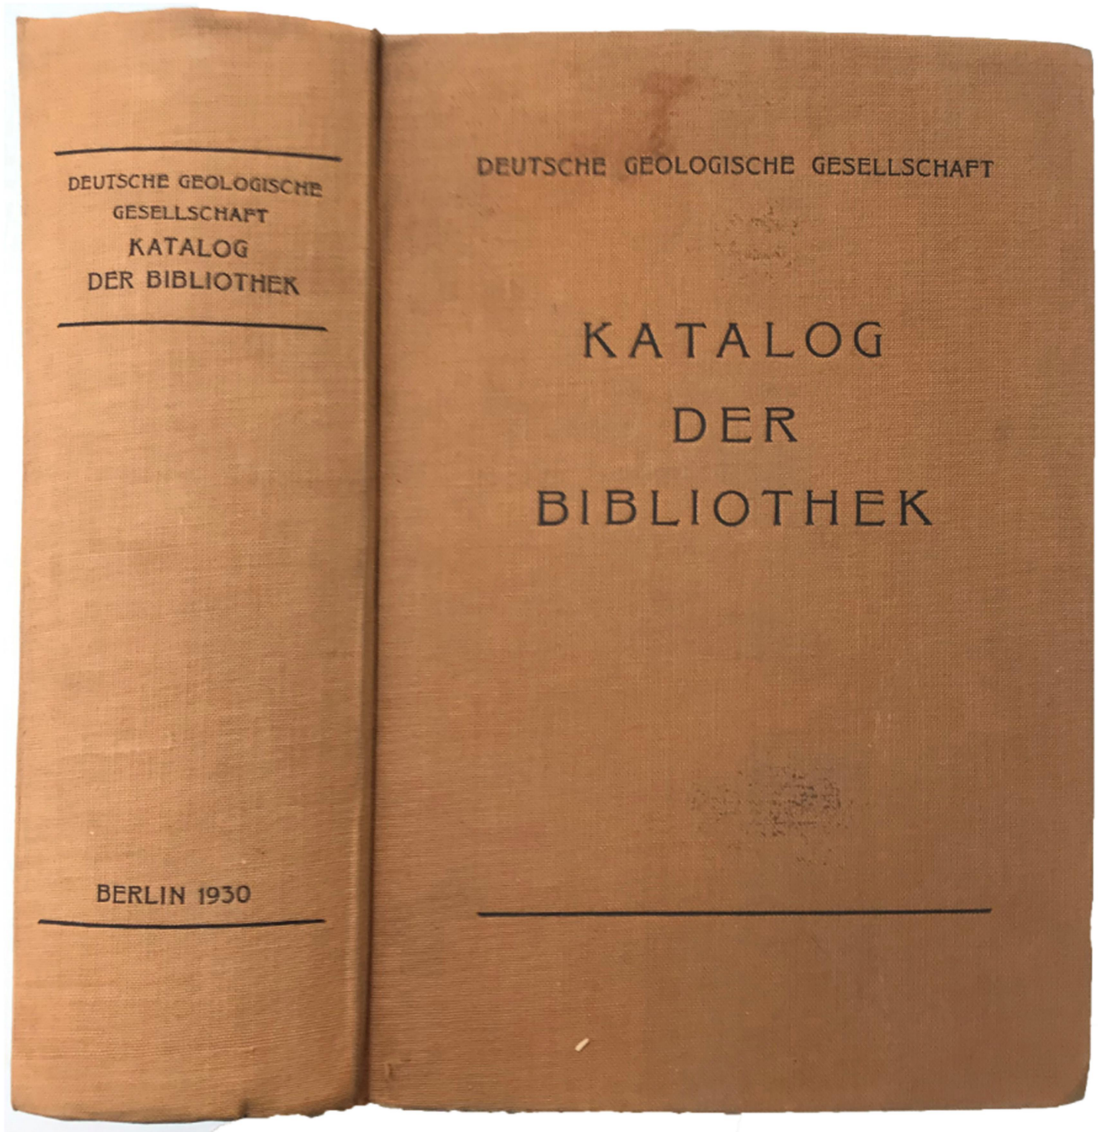 DEUTSCHE GEOLOGISCHE
GESELLSCHAFT
KATALOG
DER BIBLIOTHEK
BERLIN 1930
DEUTSCHE GEOLOGISCHE GESELLSCHAFT
KATALOG
DER
BIBLIOTHEK